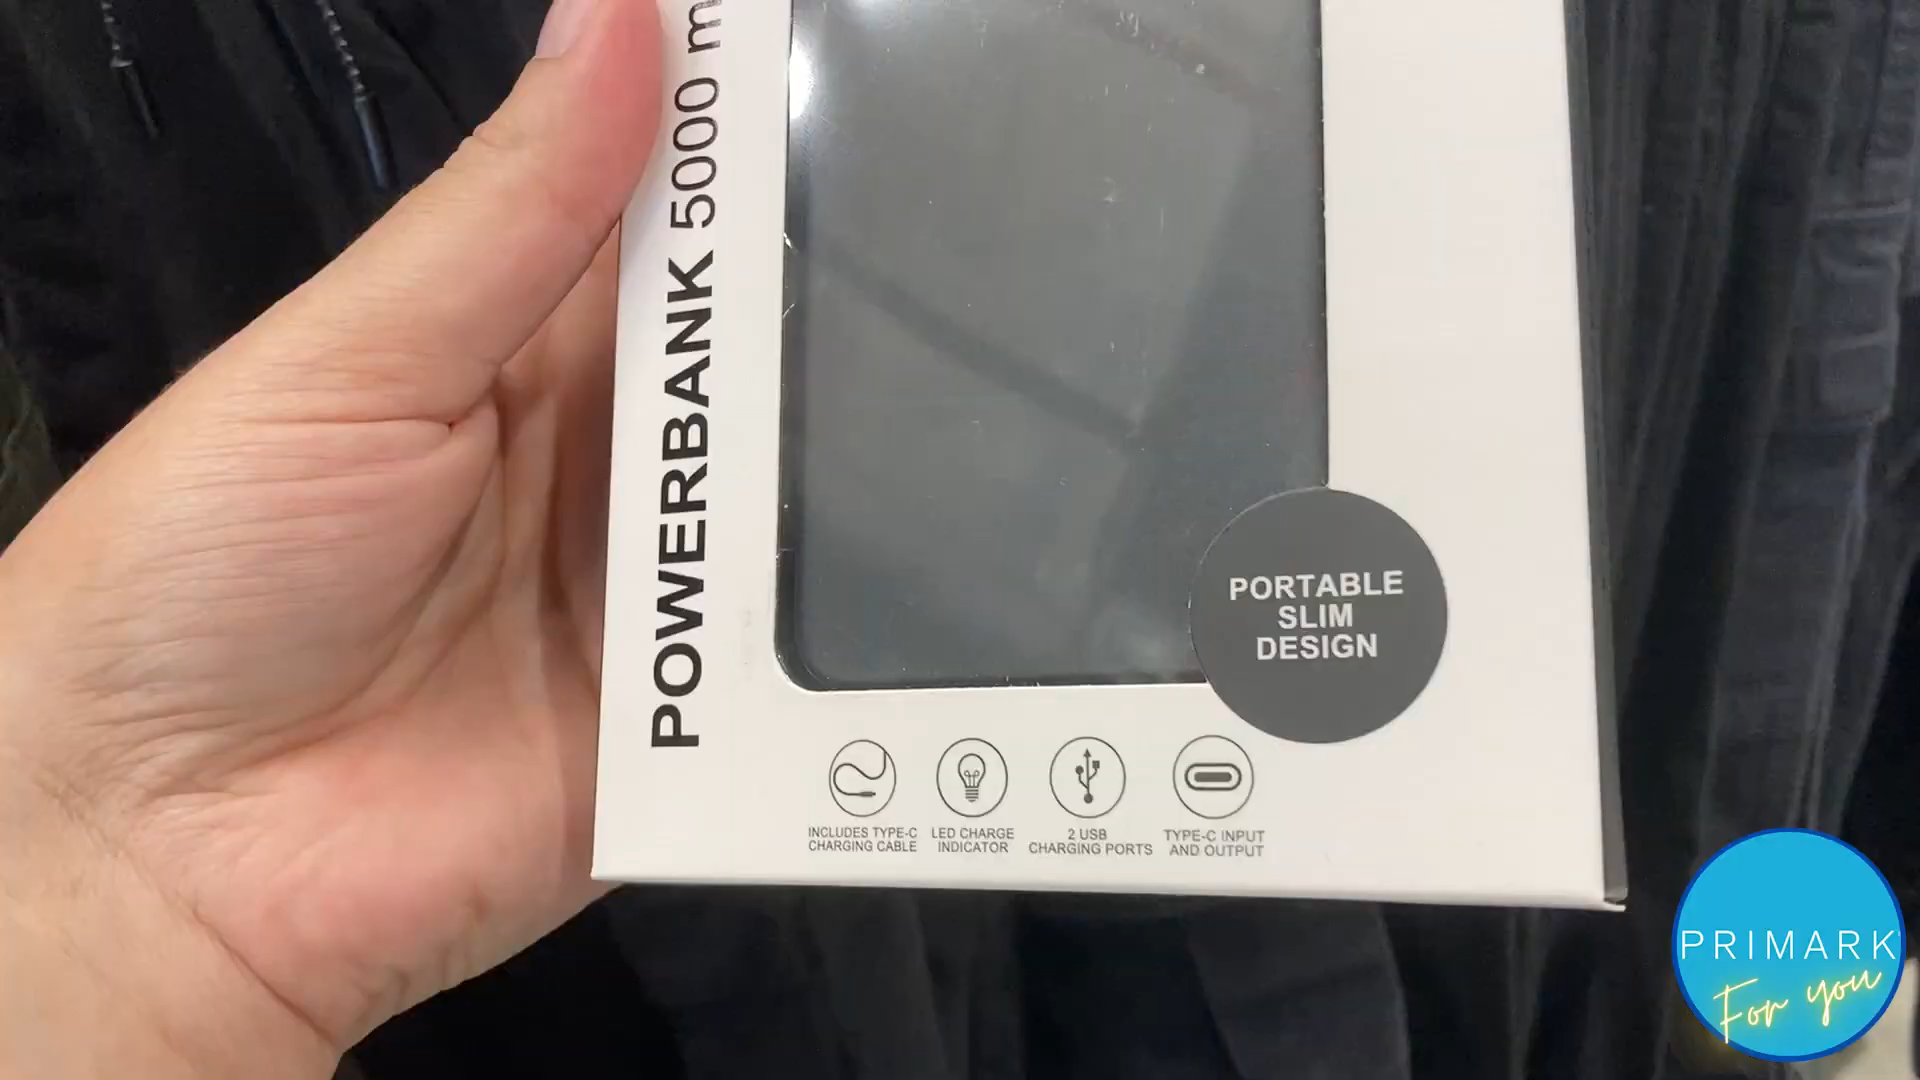 POWERBANK 5000 m
PORTABLE
SLIM
DESIGN
INCLUDES TYPE-C
CHARGING CABLE
LED CHARGE
INDICATOR
2 USB
CHARGING PORTS
TYPE-C INPUT
AND OUTPUT
PRIMARK
For you